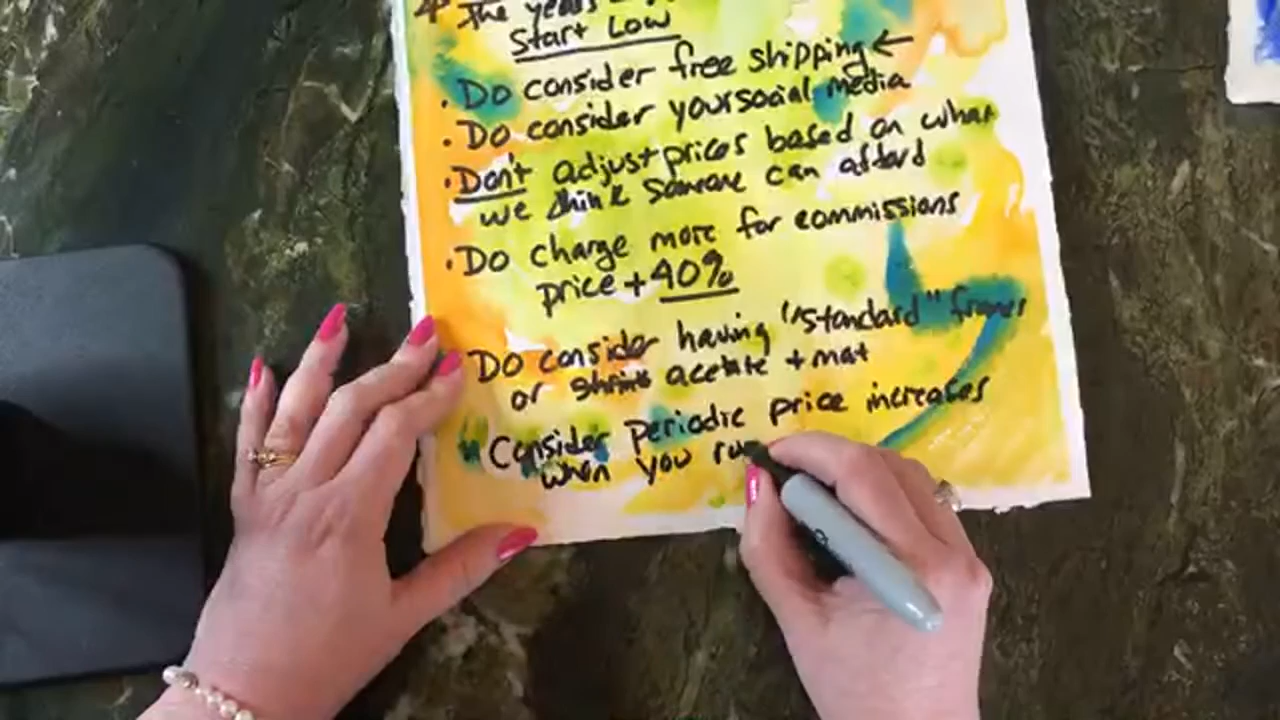 The years
Start Low
• Do consider free shipping ←
• Do consider your social media
• Don't adjust prices based on what
we think someone can afford
• Do charge more for commissions
price + 40%
Do consider having "standard" frames
or acetate + mat
Consider Periodic price increases
when you